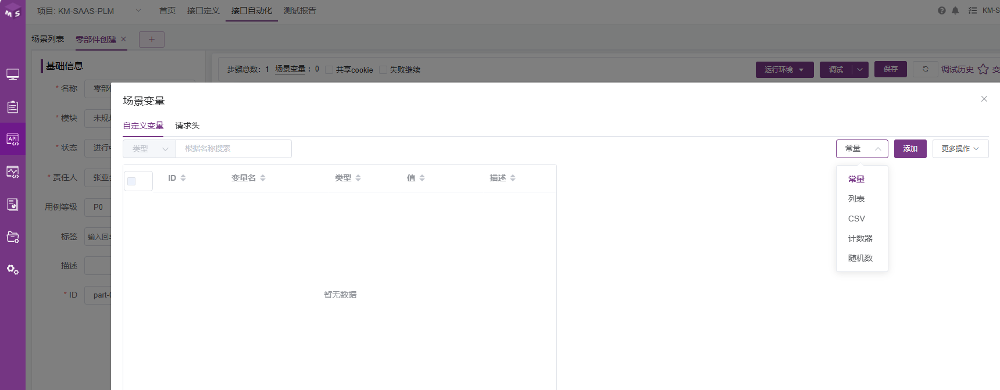 MS
项目: KM-SAAS-PLM
首页
接口定义
接口自动化
测试报告
KM-S
场景列表
零部件创建
+
基础信息
步骤总数: 1
场景变量 : 0
共享cookie
失败继续
运行环境
调试
保存
调试历史
变
* 名称
* 模块
* 状态
进行
* 责任人
张亚
用例等级
P0
标签
输入回
描述
* ID
part-
API
场景变量
自定义变量
请求头
类型
根据名称搜索
常量
添加
更多操作
ID
变量名
类型
值
描述
暂无数据
常量
列表
CSV
计数器
随机数